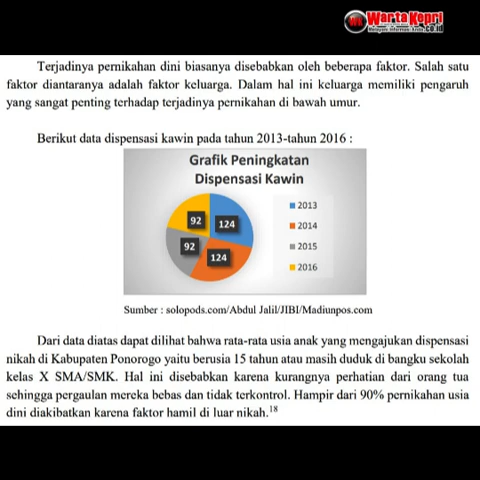 WartaKepri
.co.id
Terjadinya pernikahan dini biasanya disebabkan oleh beberapa faktor. Salah satu
faktor diantaranya adalah faktor keluarga. Dalam hal ini keluarga memiliki pengaruh
yang sangat penting terhadap terjadinya pernikahan di bawah umur.
Berikut data dispensasi kawin pada tahun 2013-tahun 2016 :
Grafik Peningkatan
Dispensasi Kawin
92
124
92
124
2013
2014
2015
2016
Sumber : solopods.com/Abdul Jalil/JIBI/Madiunpos.com
Dari data diatas dapat dilihat bahwa rata-rata usia anak yang mengajukan dispensasi
nikah di Kabupaten Ponorogo yaitu berusia 15 tahun atau masih duduk di bangku sekolah
kelas X SMA/SMK. Hal ini disebabkan karena kurangnya perhatian dari orang tua
sehingga pergaulan mereka bebas dan tidak terkontrol. Hampir dari 90% pernikahan usia
dini diakibatkan karena faktor hamil di luar nikah.18